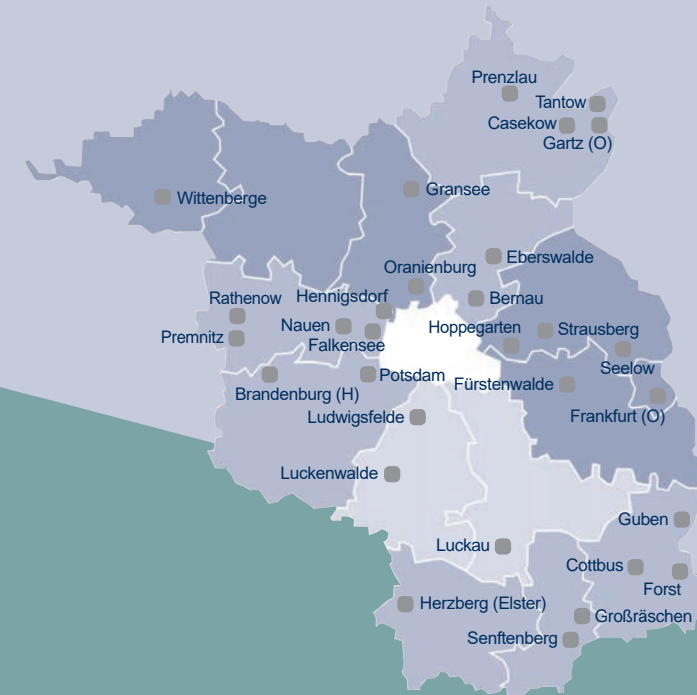 Prenzlau
Tantow
Casekow
Gartz (O)
Wittenberge
Gransee
Eberswalde
Oranienburg
Rathenow
Hennigsdorf
Bernau
Nauen
Hoppegarten
Strausberg
Premnitz
Falkensee
Seelow
Potsdam
Fürstenwalde
Brandenburg (H)
Ludwigsfelde
Frankfurt (O)
Luckenwalde
Guben
Luckau
Cottbus
Forst
Herzberg (Elster)
Großräschen
Senftenberg